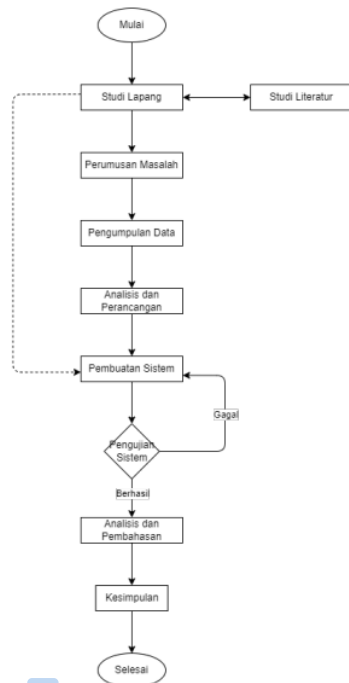 Mulai
Studi Lapang
Studi Literatur
Perumusan Masalah
Pengumpulan Data
Analisis dan
Perancangan
Pembuatan Sistem
Gagal
Pengujian
Sistem
Berhasil
Analisis dan
Pembahasan
Kesimpulan
Selesai